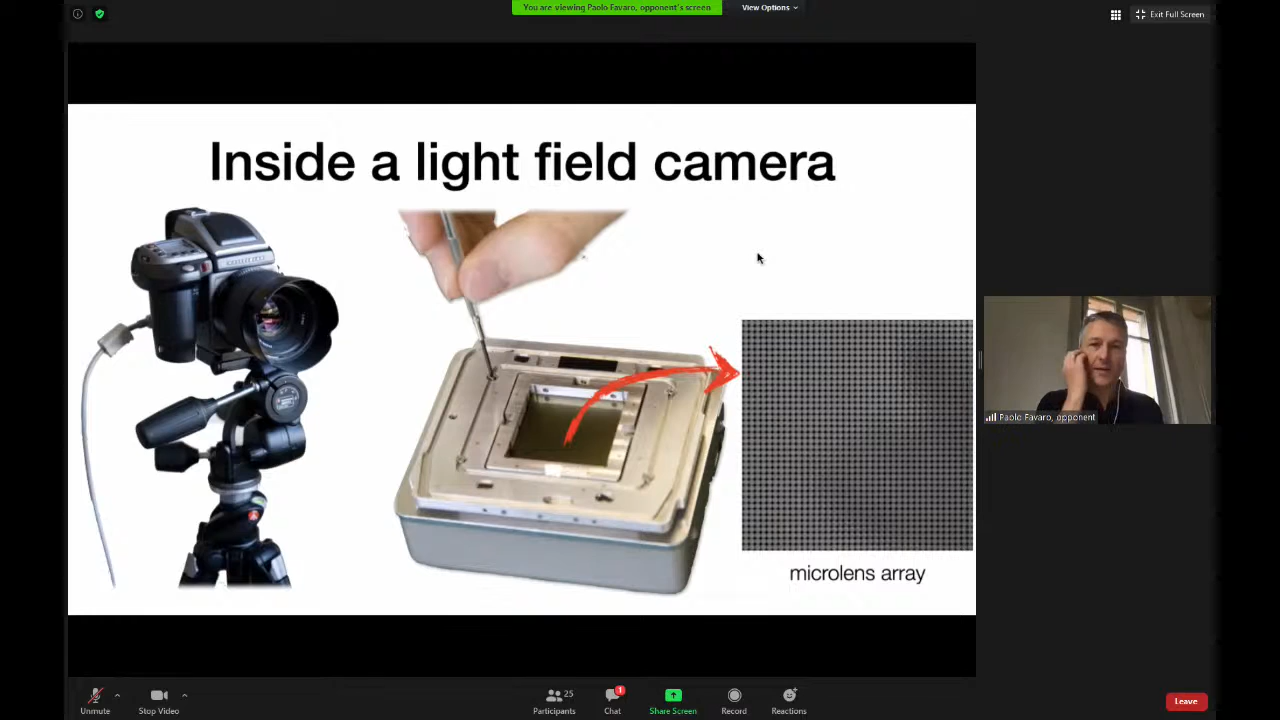 You are viewing Paolo Favaro, opponent's screen
View Options
Exit Full Screen
Inside a light field camera
microlens array
Paolo Favaro, opponent
Unmute
Stop Video
Participants
25
Chat
1
Share Screen
Record
Reactions
Leave